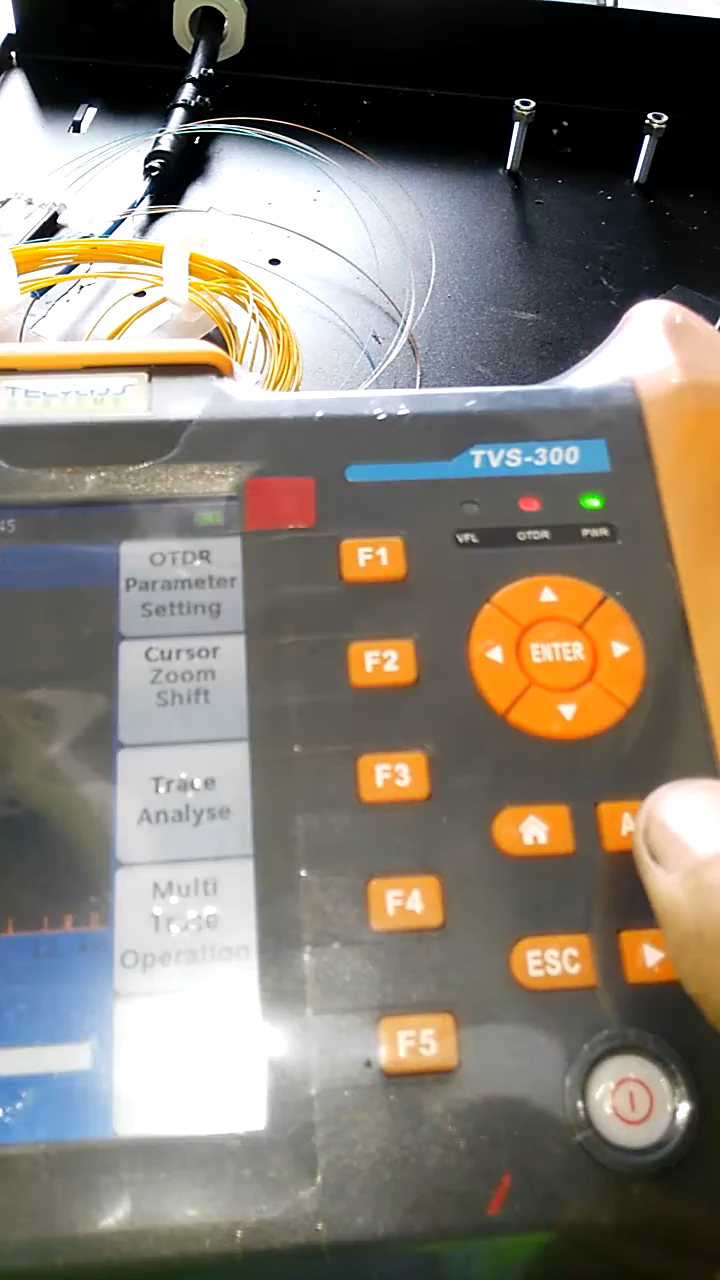 TVS-300
45
VFL OTDR PWR
OTDR
Parameter
Setting
F1
Cursor
Zoom
Shift
F2
ENTER
Trace
Analyse
F3
A
Multi
Trace
Operation
F4
ESC
F5